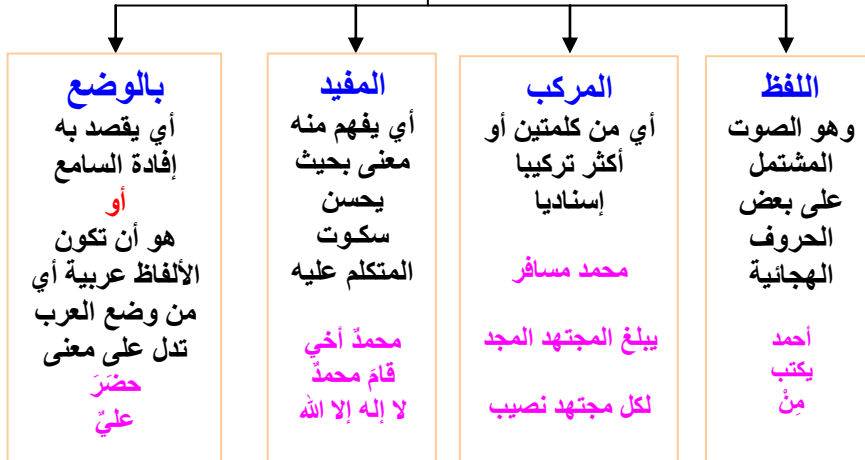 اللفظ
وهو الصوت
المشتمل
على بعض
الحروف
الهجائية
أحمد
يكتب
مِنْ
المركب
أي من كلمتين أو
أكثر تركيبا
إسناديا
محمد مسافر
يبلغ المجتهد المجد
لكل مجتهد نصيب
المفيد
أي يفهم منه
معنى بحيث
يحسن
سكـوت
المتكلم عليه
محمدٌ أخي
قامَ محمدٌ
لا إله إلا الله
بالوضع
أي يقصد به
إفادة السامع
أو
هو أن تكون
الألفاظ عربية أي
من وضع العرب
تدل على معنى
حضَرَ
عليٌ